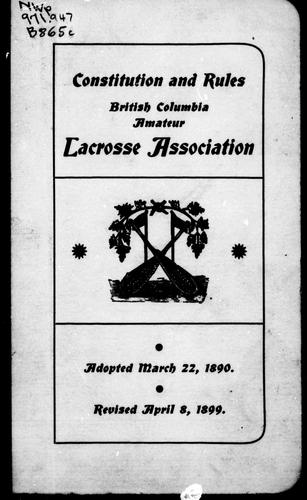 NWp
971.947
B865c
Constitution and Rules
British Columbia
Amateur
Lacrosse Association
Adopted March 22, 1890.
Revised April 8, 1899.